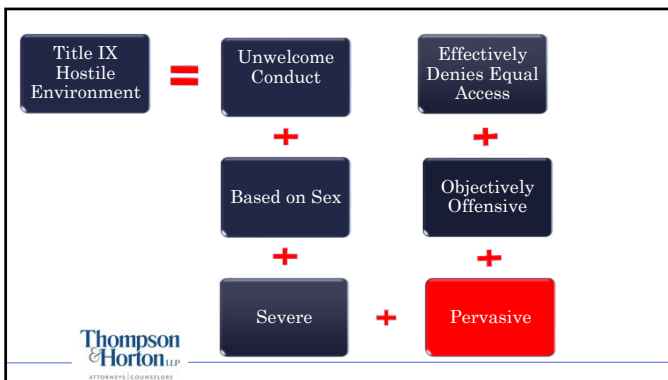 Title IX
Hostile
Environment
=
Unwelcome
Conduct
+
Based on Sex
+
Severe
+
Pervasive
+
Objectively
Offensive
+
Effectively
Denies Equal
Access
Thompson
& Horton LLP
ATTORNEYS | COUNSELORS